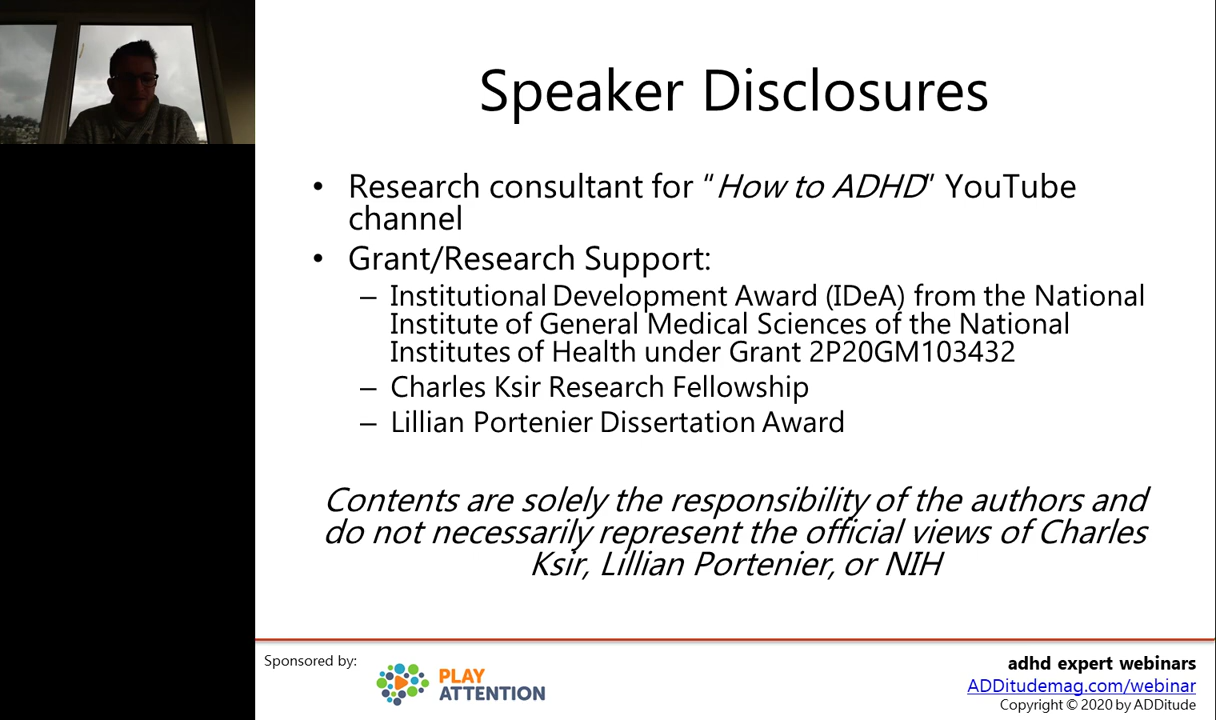 Speaker Disclosures
• Research consultant for "How to ADHD" YouTube
channel
• Grant/Research Support:
– Institutional Development Award (IDeA) from the National
Institute of General Medical Sciences of the National
Institutes of Health under Grant 2P20GM103432
– Charles Ksir Research Fellowship
– Lillian Portenier Dissertation Award
Contents are solely the responsibility of the authors and
do not necessarily represent the official views of Charles
Ksir, Lillian Portenier, or NIH
Sponsored by:
PLAY
ATTENTION
adhd expert webinars
ADDitudemag.com/webinar
Copyright © 2020 by ADDitude